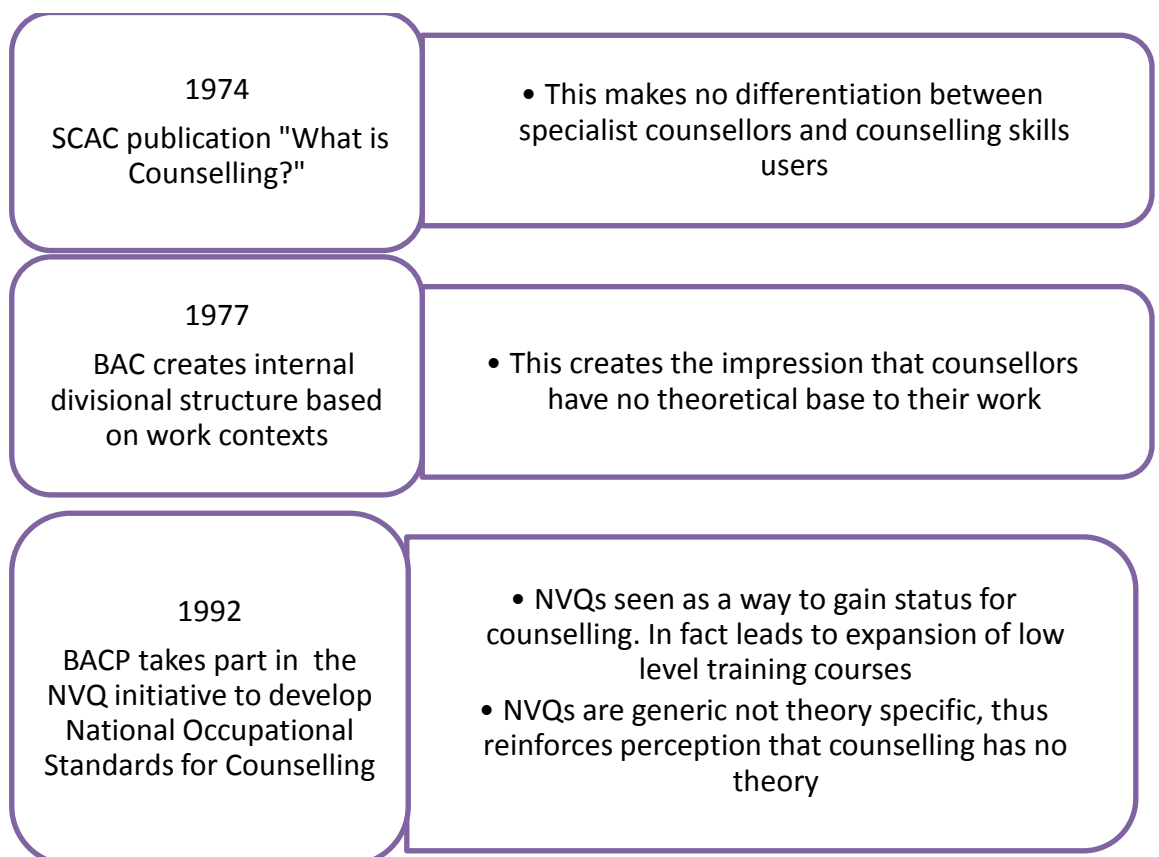 1974
SCAC publication "What is
Counselling?"
• This makes no differentiation between
specialist counsellors and counselling skills
users
1977
BAC creates internal
divisional structure based
on work contexts
• This creates the impression that counsellors
have no theoretical base to their work
1992
BACP takes part in the
NVQ initiative to develop
National Occupational
Standards for Counselling
• NVQs seen as a way to gain status for
counselling. In fact leads to expansion of low
level training courses
• NVQs are generic not theory specific, thus
reinforces perception that counselling has no
theory